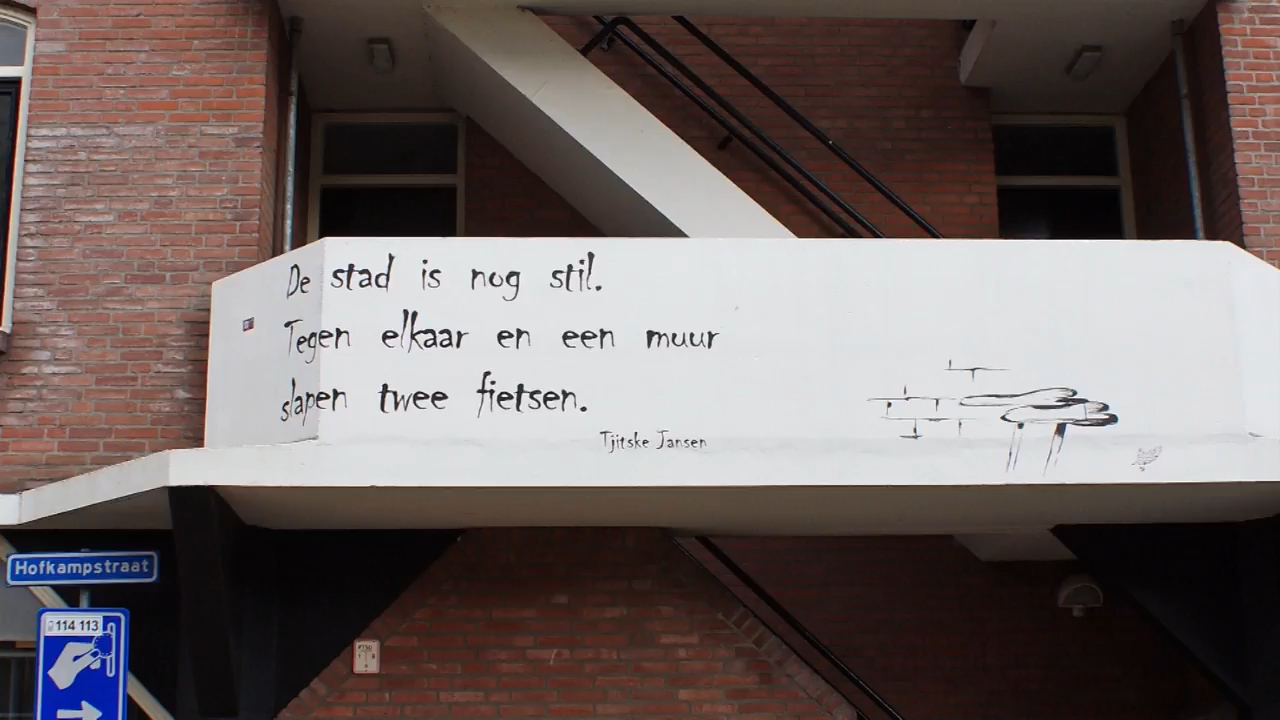 De stad is nog stil.
Tegen elkaar en een muur
slapen twee fietsen.
Tjitske Jansen
Hofkampstraat
114 113